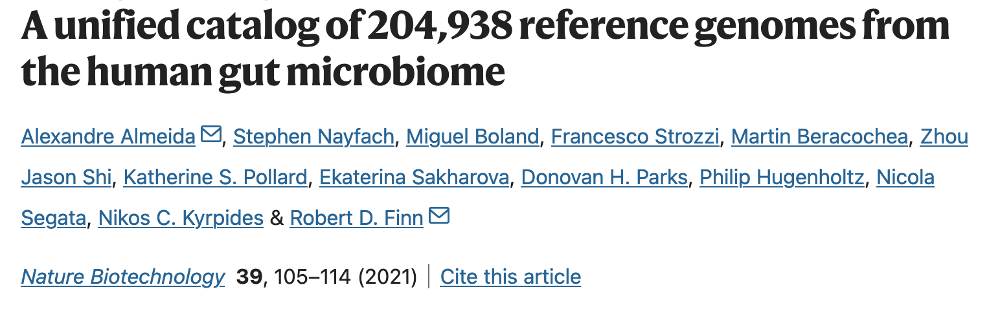 A unified catalog of 204,938 reference genomes from
the human gut microbiome
Alexandre Almeida, Stephen Nayfach, Miguel Boland, Francesco Strozzi, Martin Beracochea, Zhou
Jason Shi, Katherine S. Pollard, Ekaterina Sakharova, Donovan H. Parks, Philip Hugenholtz, Nicola
Segata, Nikos C. Kyrpides & Robert D. Finn
Nature Biotechnology 39, 105–114 (2021) | Cite this article